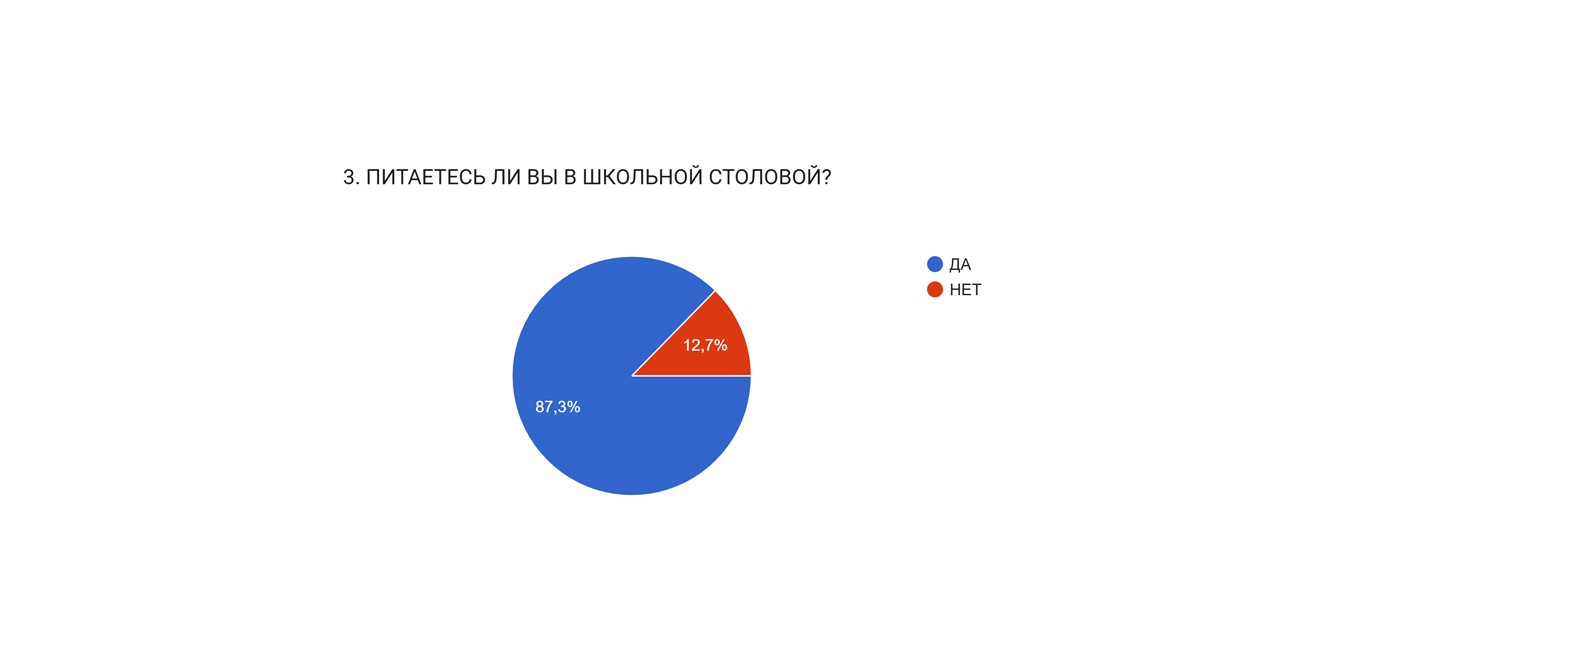 3. ПИТАЕТЕСЬ ЛИ ВЫ В ШКОЛЬНОЙ СТОЛОВОЙ?
ДА
НЕТ
12,7%
87,3%